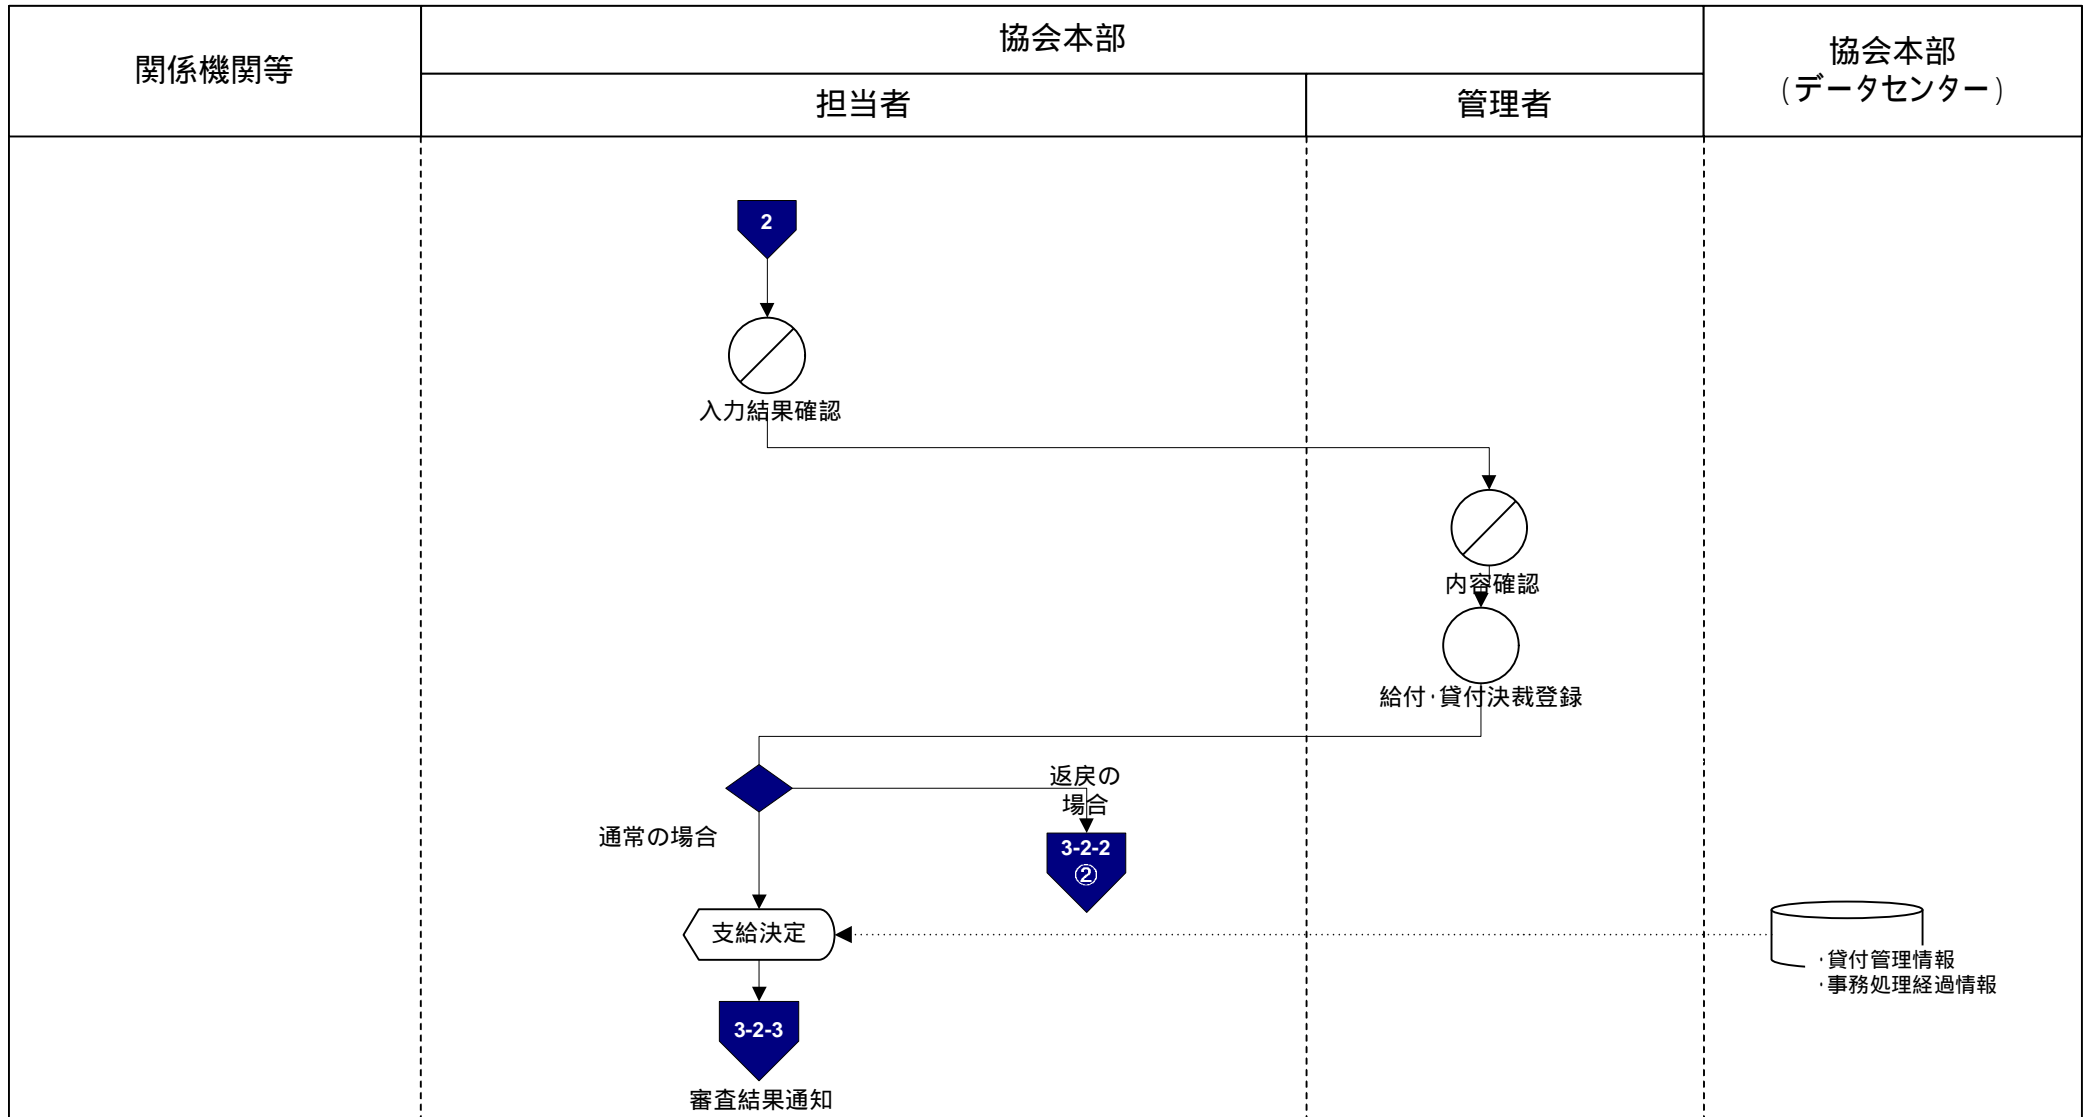 関係機関等
協会本部
担当者
管理者
協会本部
(データセンター)
2
入力結果確認
内容確認
給付・貸付決裁登録
返戻の
場合
通常の場合
3-2-2
②
支給決定
・貸付管理情報
・事務処理経過情報
3-2-3
審査結果通知